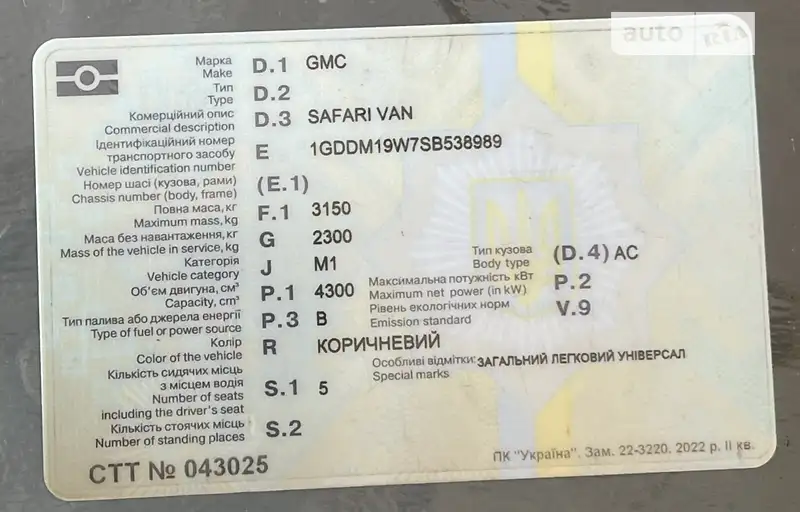 auto RIA
Марка
Make D.1 GMC
Тип
Type D.2
Комерційний опис
Commercial description D.3 SAFARI VAN
Ідентифікаційний номер
транспортного засобу
Vehicle identification number E 1GDDM19W7SB538989
Номер шасі (кузова, рами)
Chassis number (body, frame) (E.1)
Повна маса, кг
Maximum mass, kg F.1 3150
Маса без навантаження, кг
Mass of the vehicle in service, kg G 2300
Категорія
Vehicle category J M1
Тип кузова
Body type (D.4) AC
Об'єм двигуна, см³
Capacity, cm³ P.1 4300
Максимальна потужність кВт
Maximum net power (in kW) P.2
Тип палива або джерела енергії
Type of fuel or power source P.3 B
Рівень екологічних норм
Emission standard V.9
Колір
Color of the vehicle R КОРИЧНЕВИЙ
Особливі відмітки: ЗАГАЛЬНИЙ ЛЕГКОВИЙ УНІВЕРСАЛ
Special marks
Кількість сидячих місць
з місцем водія
Number of seats
including the driver's seat S.1 5
Кількість стоячих місць
Number of standing places S.2
СТТ № 043025
ПК "Україна". Зам. 22-3220. 2022 р. II кв.